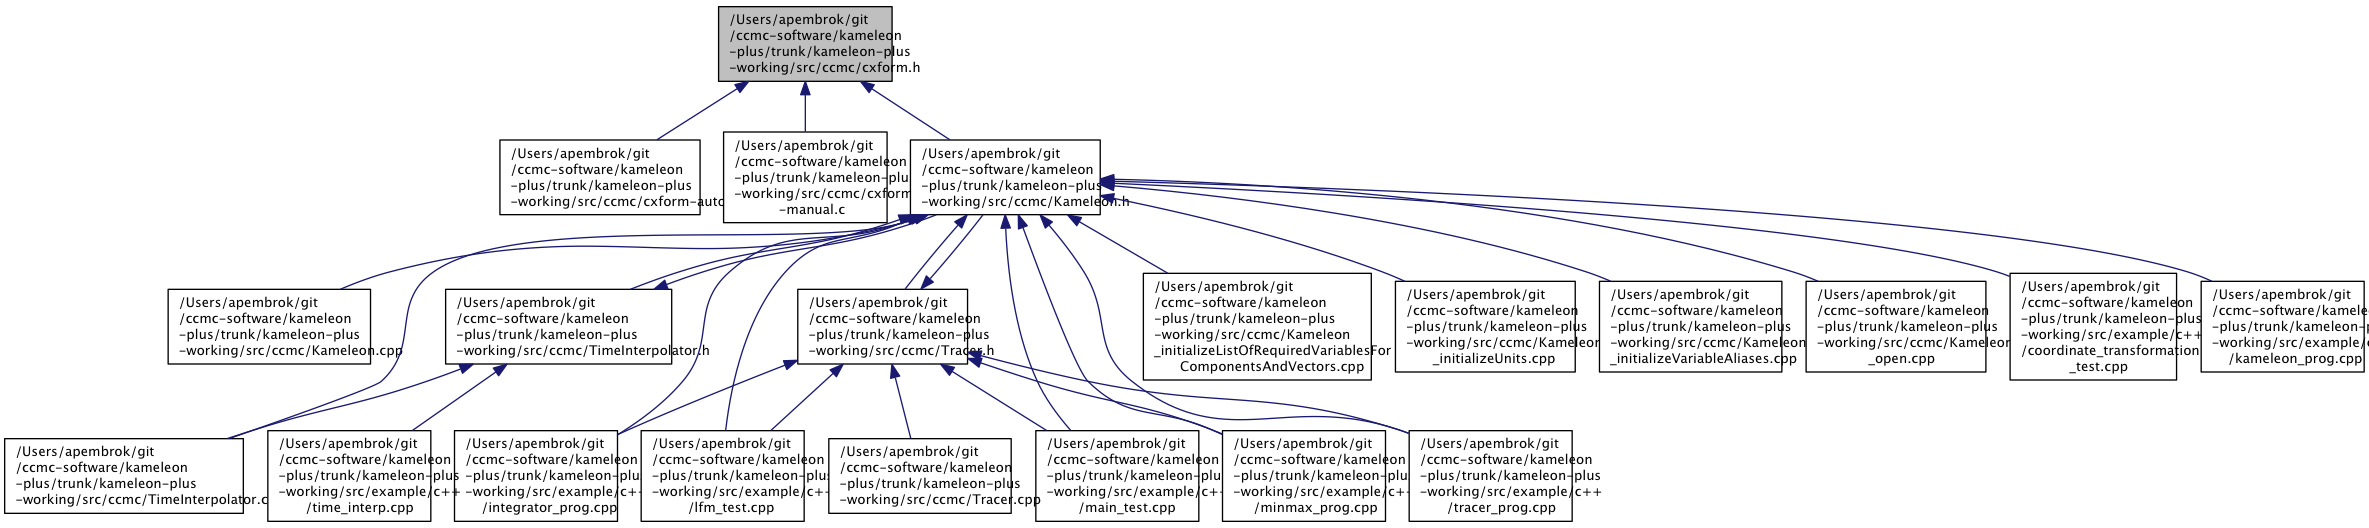 /Users/apembrok/git
/ccmc-software/kameleon
-plus/trunk/kameleon-plus
-working/src/ccmc/cxform.h
/Users/apembrok/git
/ccmc-software/kameleon
-plus/trunk/kameleon-plus
-working/src/ccmc/cxform-auto
/Users/apembrok/git
/ccmc-software/kameleon
-plus/trunk/kameleon-plus
-working/src/ccmc/cxform
-manual.c
/Users/apembrok/git
/ccmc-software/kameleon
-plus/trunk/kameleon-plus
-working/src/ccmc/Kameleon.h
/Users/apembrok/git
/ccmc-software/kameleon
-plus/trunk/kameleon-plus
-working/src/ccmc/Kameleon.cpp
/Users/apembrok/git
/ccmc-software/kameleon
-plus/trunk/kameleon-plus
-working/src/ccmc/TimeInterpolator.h
/Users/apembrok/git
/ccmc-software/kameleon
-plus/trunk/kameleon-plus
-working/src/ccmc/Tracer.h
/Users/apembrok/git
/ccmc-software/kameleon
-plus/trunk/kameleon-plus
-working/src/ccmc/Kameleon
_initializeListOfRequiredVariablesFor
ComponentsAndVectors.cpp
/Users/apembrok/git
/ccmc-software/kameleon
-plus/trunk/kameleon-plus
-working/src/ccmc/Kameleon
_initializeUnits.cpp
/Users/apembrok/git
/ccmc-software/kameleon
-plus/trunk/kameleon-plus
-working/src/ccmc/Kameleon
_initializeVariableAliases.cpp
/Users/apembrok/git
/ccmc-software/kameleon
-plus/trunk/kameleon-plus
-working/src/ccmc/Kameleon
_open.cpp
/Users/apembrok/git
/ccmc-software/kameleon
-plus/trunk/kameleon-plus
-working/src/example/c++
/coordinate_transformation
_test.cpp
/Users/apembrok/git
/ccmc-software/kamele
-plus/trunk/kameleon-p
-working/src/example/c
/kameleon_prog.cpp
/Users/apembrok/git
/ccmc-software/kameleon
-plus/trunk/kameleon-plus
-working/src/ccmc/TimeInterpolator.c
/Users/apembrok/git
/ccmc-software/kameleon
-plus/trunk/kameleon-plus
-working/src/example/c++
/time_interp.cpp
/Users/apembrok/git
/ccmc-software/kameleon
-plus/trunk/kameleon-plu
-working/src/example/c++
/integrator_prog.cpp
/Users/apembrok/git
/ccmc-software/kameleon
-plus/trunk/kameleon-plus
-working/src/example/c++
/lfm_test.cpp
/Users/apembrok/git
/ccmc-software/kameleon
-plus/trunk/kameleon-plus
-working/src/ccmc/Tracer.cpp
/Users/apembrok/git
/ccmc-software/kameleon
-plus/trunk/kameleon-plu
-working/src/example/c++
/main_test.cpp
/Users/apembrok/git
/ccmc-software/kameleon
-plus/trunk/kameleon-plu
-working/src/example/c++
/minmax_prog.cpp
/Users/apembrok/git
/ccmc-software/kameleon
-plus/trunk/kameleon-plus
-working/src/example/c++
/tracer_prog.cpp